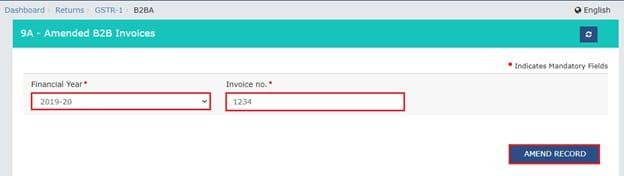 Dashboard › Returns › GSTR-1 › B2BA
English
9A - Amended B2B Invoices
• Indicates Mandatory Fields
Financial Year • Invoice no. •
2019-20 1234
AMEND RECORD